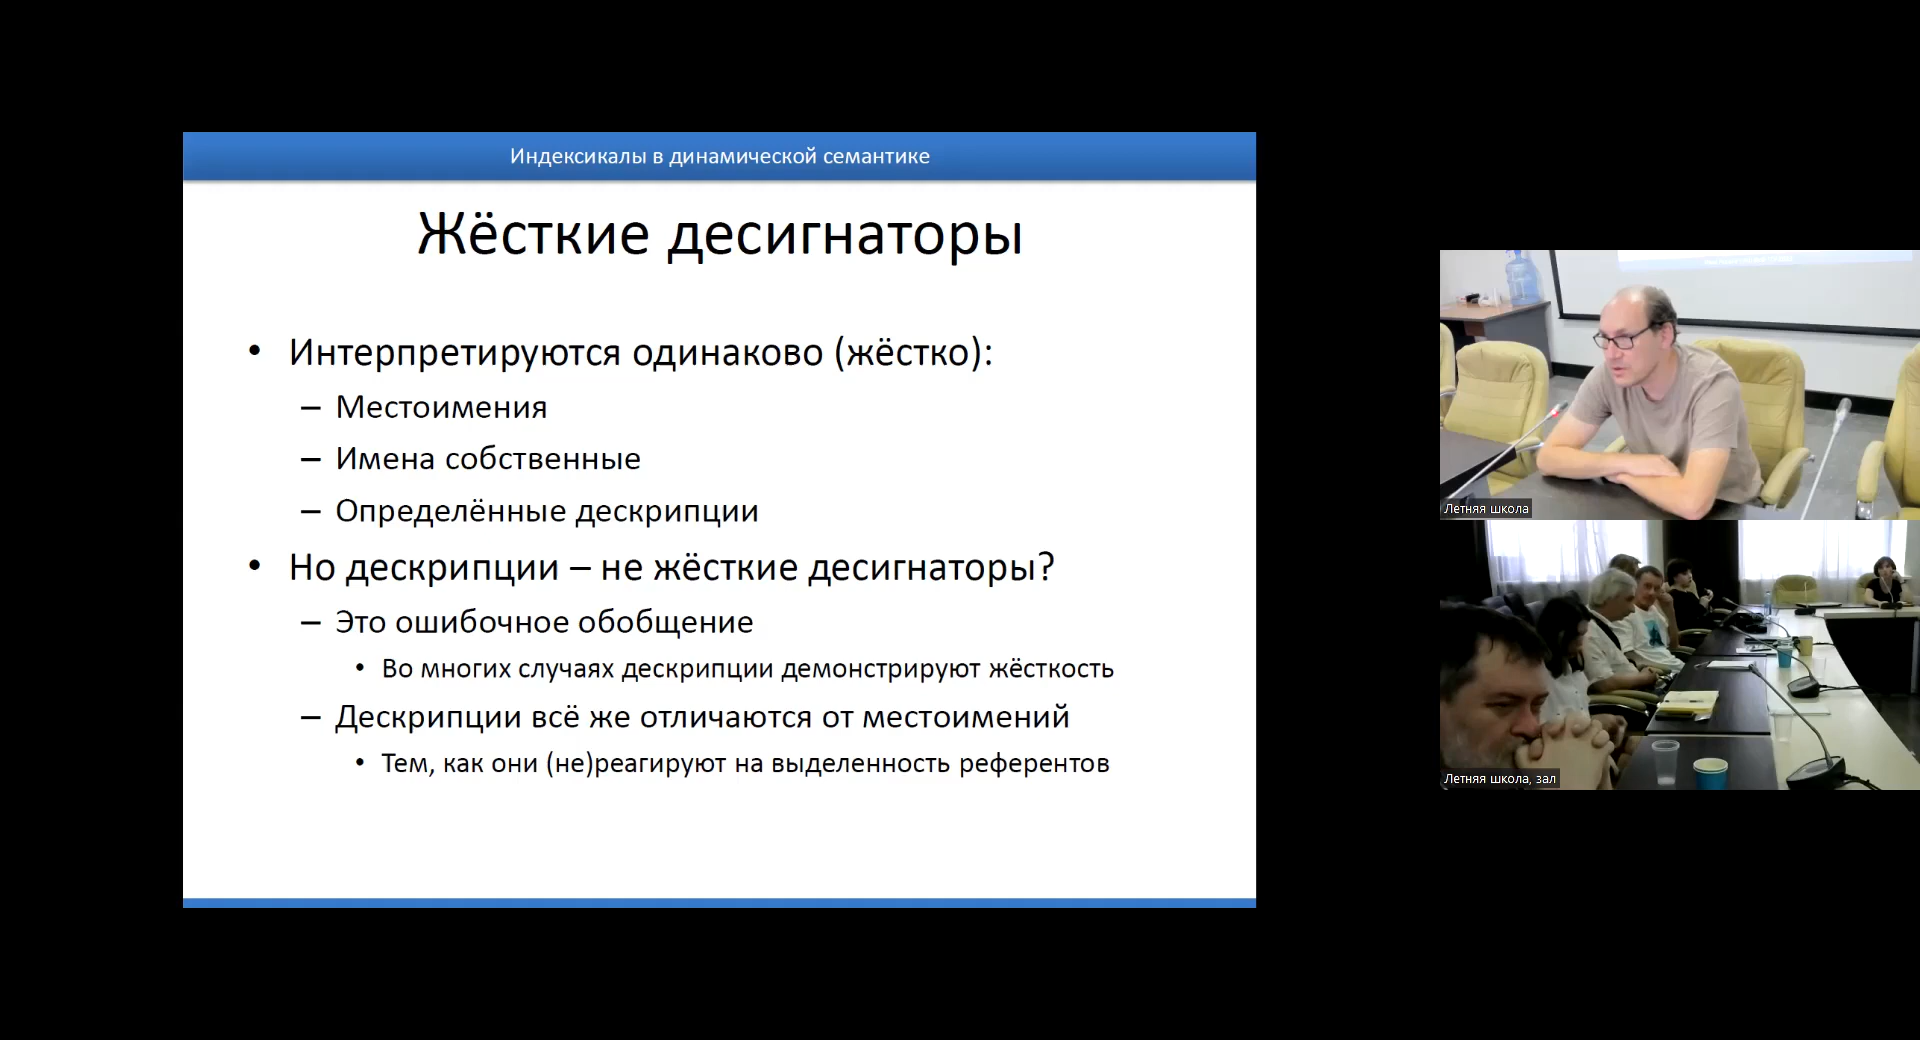 Индексикалы в динамической семантике
Жёсткие десигнаторы
• Интерпретируются одинаково (жёстко):
– Местоимения
– Имена собственные
– Определённые дескрипции
• Но дескрипции – не жёсткие десигнаторы?
– Это ошибочное обобщение
• Во многих случаях дескрипции демонстрируют жёсткость
– Дескрипции всё же отличаются от местоимений
• Тем, как они (не)реагируют на выделенность референтов
Летняя школа
Летняя школа, зал